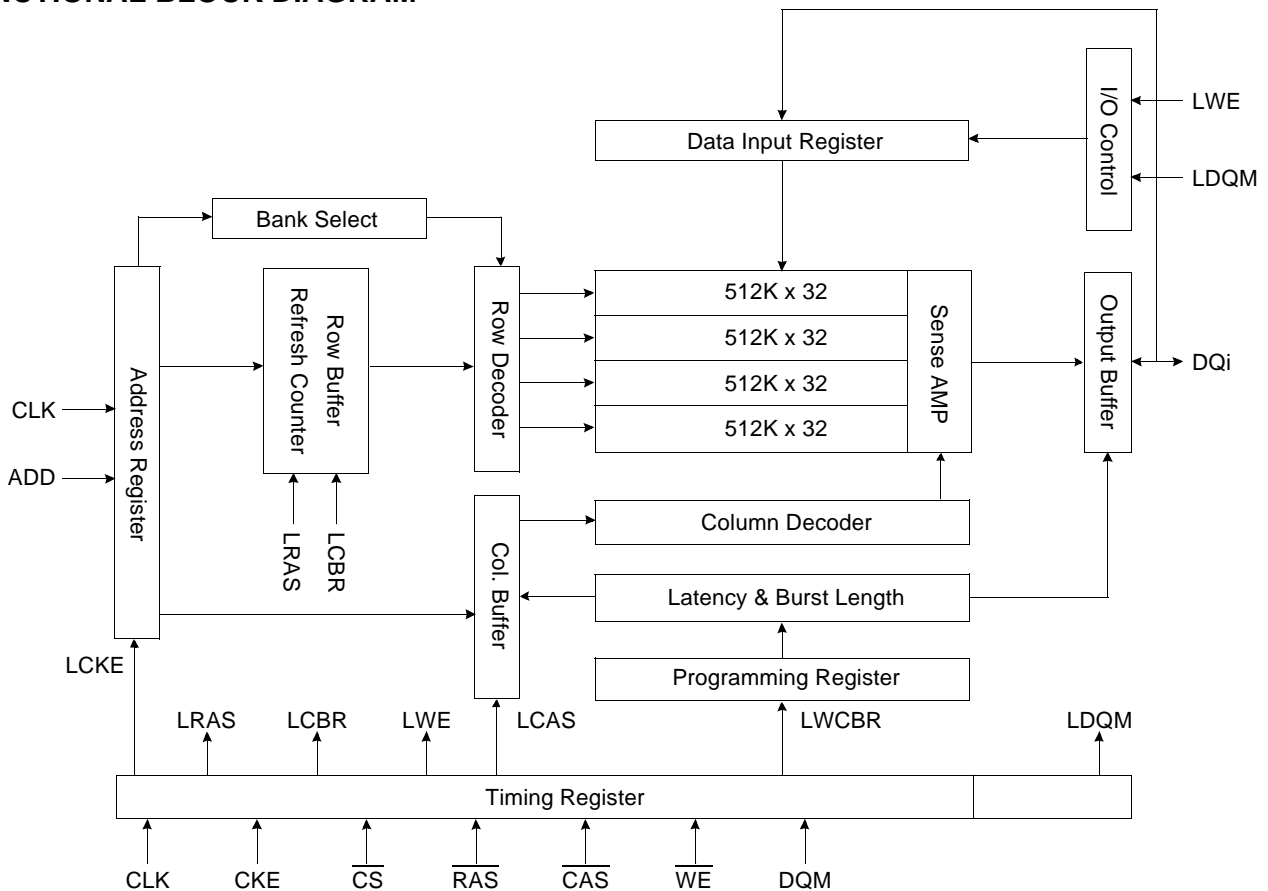 NCTIONAL BLOCK DIAGRAM
I/O Control
LWE
LDQM
Data Input Register
Bank Select
CLK
ADD
Address Register
Row Buffer
Refresh Counter
LRAS
LCBR
Row Decoder
512K x 32
512K x 32
512K x 32
512K x 32
Sense AMP
Output Buffer
DQi
Col. Buffer
Column Decoder
Latency & Burst Length
Programming Register
LCKE
LRAS
LCBR
LWE
LCAS
LWCBR
LDQM
Timing Register
CLK
CKE
CS
RAS
CAS
WE
DQM